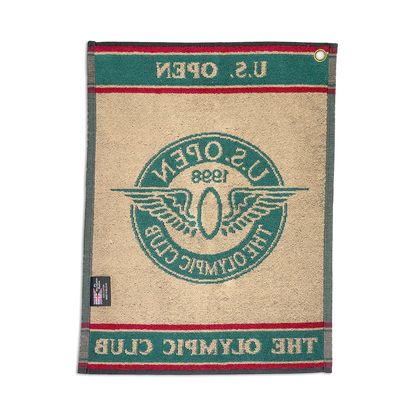 U.S. OPEN
U.S. OPEN
1998
THE OLYMPIC CLUB
THE OLYMPIC CLUB